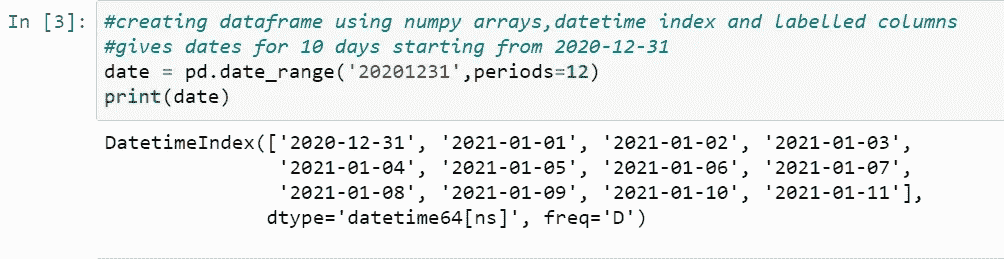 In [3]: #creating dataframe using numpy arrays,datetime index and labelled columns
#gives dates for 10 days starting from 2020-12-31
date = pd.date_range('20201231',periods=12)
print(date)
DatetimeIndex(['2020-12-31', '2021-01-01', '2021-01-02', '2021-01-03',
'2021-01-04', '2021-01-05', '2021-01-06', '2021-01-07',
'2021-01-08', '2021-01-09', '2021-01-10', '2021-01-11'],
dtype='datetime64[ns]', freq='D')